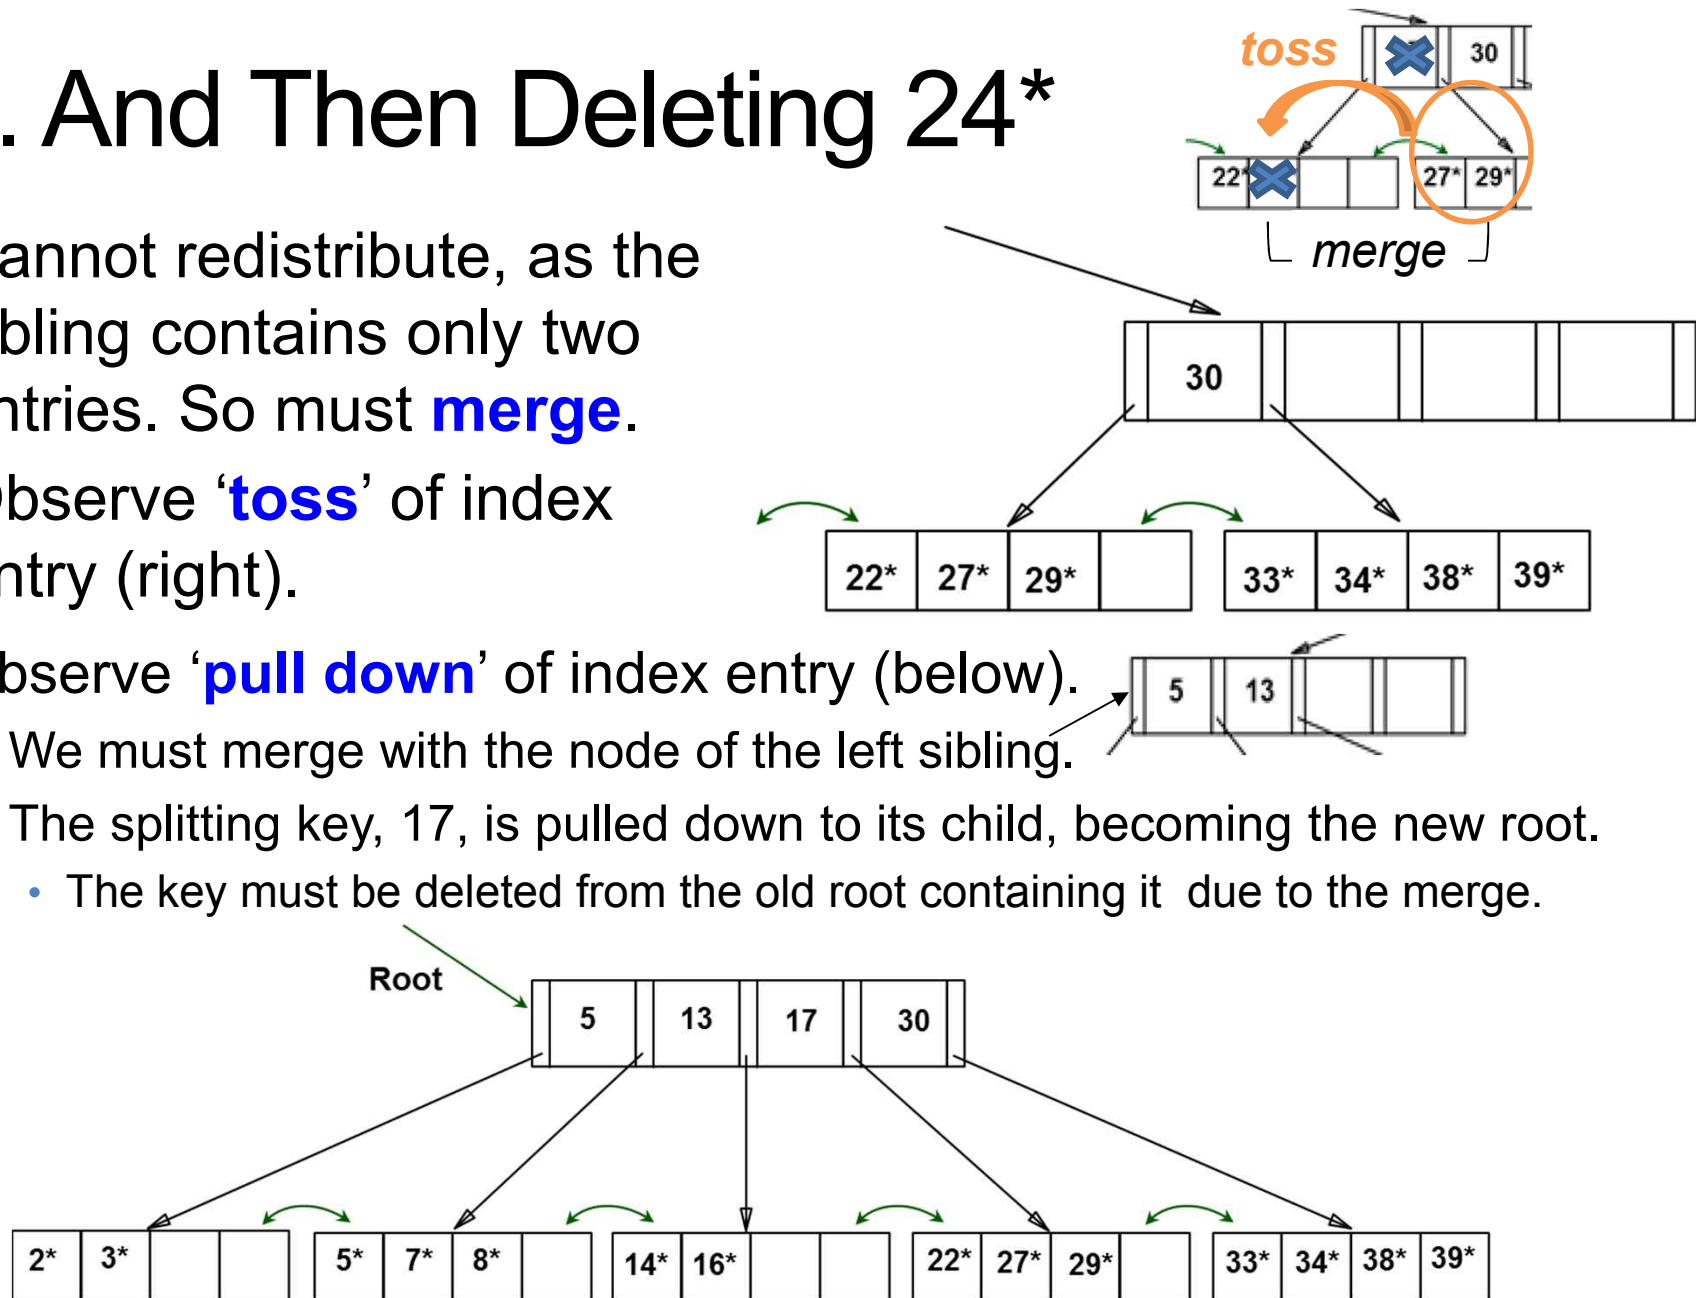 . And Then Deleting 24*
toss
30
22*
27* 29*
merge
annot redistribute, as the
bling contains only two
ntries. So must merge.
bserve ‘toss’ of index
ntry (right).
30
22* 27* 29*
33* 34* 38* 39*
bserve ‘pull down’ of index entry (below).
5 13
We must merge with the node of the left sibling.
The splitting key, 17, is pulled down to its child, becoming the new root.
• The key must be deleted from the old root containing it due to the merge.
Root
5 13 17 30
2* 3*
5* 7* 8*
14* 16*
22* 27* 29*
33* 34* 38* 39*